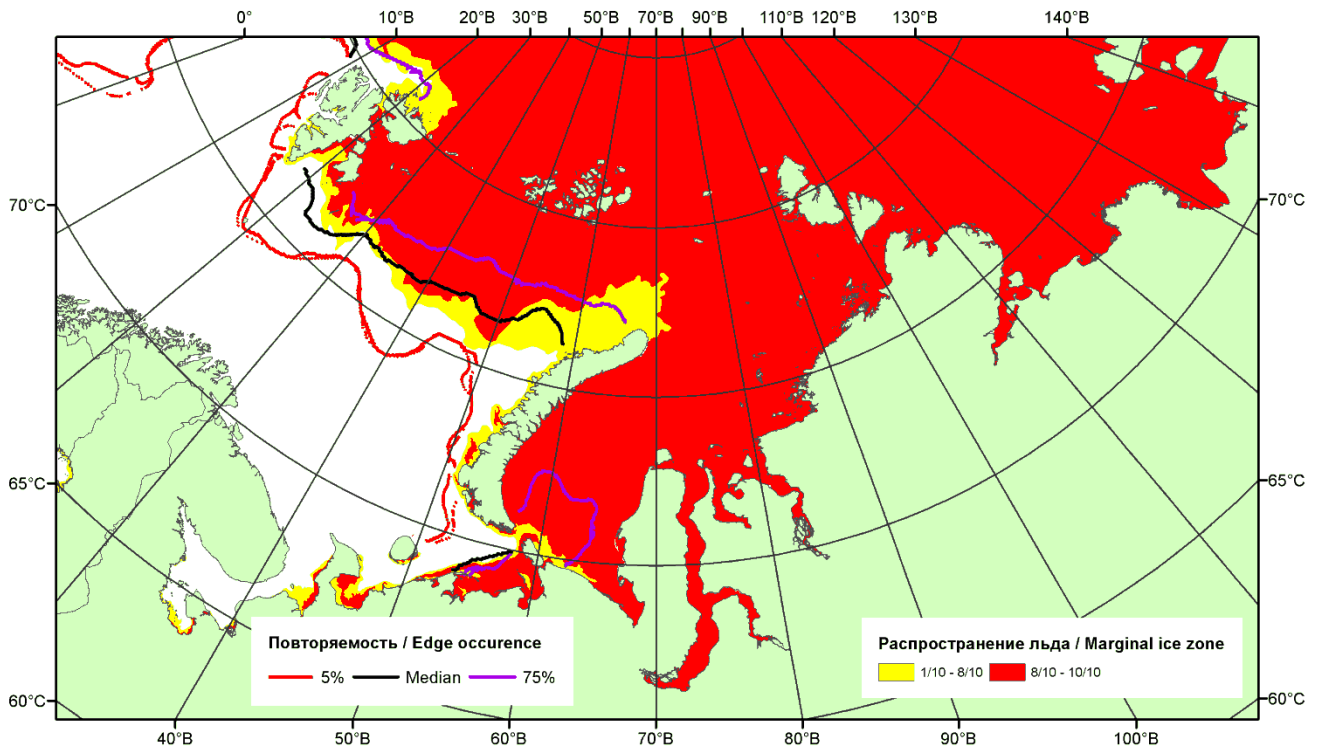 0° 10°В 20°В 30°В 50°В 70°В 90°В 110°В 120°В 130°В 140°В
70°С 70°С
65°С 65°С
Повторяемость / Edge occurence
5% Median 75%
Распространение льда / Marginal ice zone
1/10 - 8/10 8/10 - 10/10
60°С 60°С
40°В 50°В 60°В 70°В 80°В 90°В 100°В